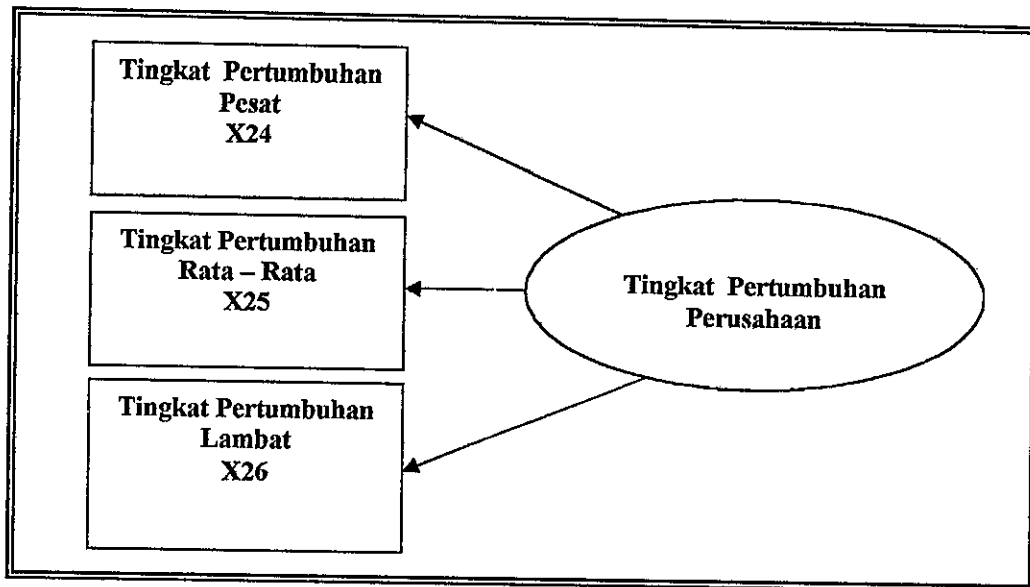 Tingkat Pertumbuhan
Pesat
X24
Tingkat Pertumbuhan
Rata – Rata
X25
Tingkat Pertumbuhan
Lambat
X26
Tingkat Pertumbuhan
Perusahaan